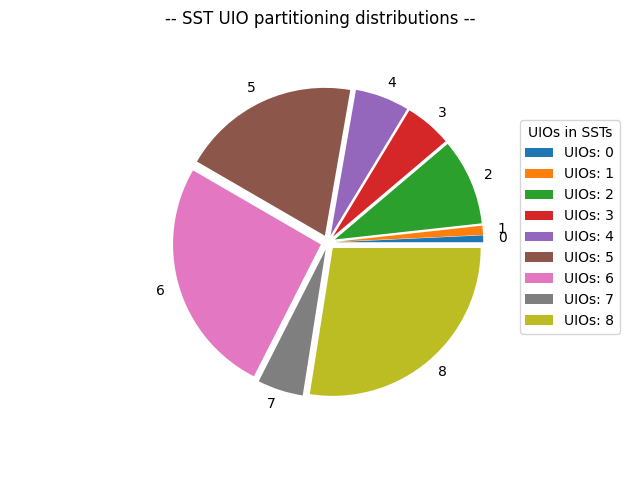 -- SST UIO partitioning distributions --
5
4
3
2
1
0
6
7
8
UIOs in SSTs
UIOs: 0
UIOs: 1
UIOs: 2
UIOs: 3
UIOs: 4
UIOs: 5
UIOs: 6
UIOs: 7
UIOs: 8